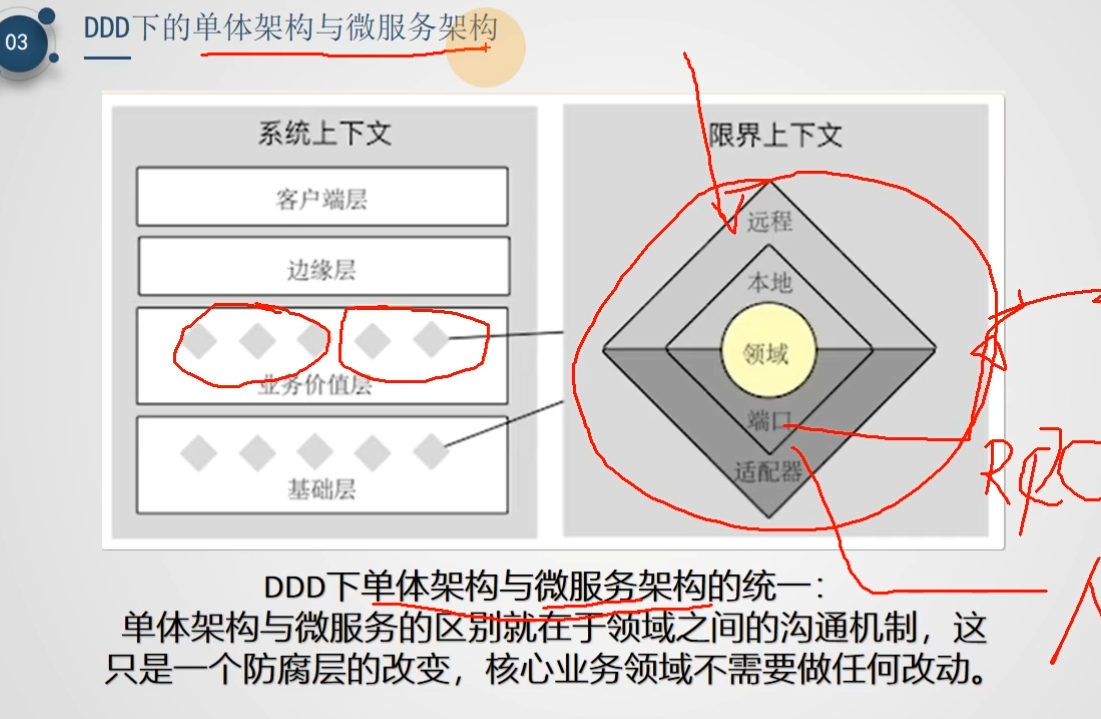 03
DDD下的单体架构与微服务架构
系统上下文
客户端层
边缘层
业务价值层
基础层
限界上下文
远程
本地
领域
端口
适配器
DDD下单体架构与微服务架构的统一：
单体架构与微服务的区别就在于领域之间的沟通机制，这
只是一个防腐层的改变，核心业务领域不需要做任何改动。